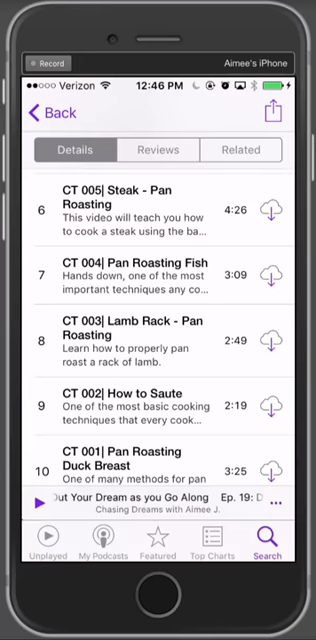 Record
Aimee's iPhone
Verizon
12:46 PM
Back
Details
Reviews
Related
6
CT 005| Steak - Pan
Roasting
This video will teach you how
to cook a steak using the ba...
4:26
7
CT 004| Pan Roasting Fish
Hands down, one of the most
important techniques any co...
3:09
8
CT 003| Lamb Rack - Pan
Roasting
Learn how to properly pan
roast a rack of lamb.
2:49
9
CT 002| How to Saute
One of the most basic cooking
techniques that every cook...
2:19
10
CT 001| Pan Roasting
Duck Breast
One of many methods for pan
3:25
Out Your Dream as you Go Along Ep. 19: D
Chasing Dreams with Aimee J.
Unplayed
My Podcasts
Featured
Top Charts
Search